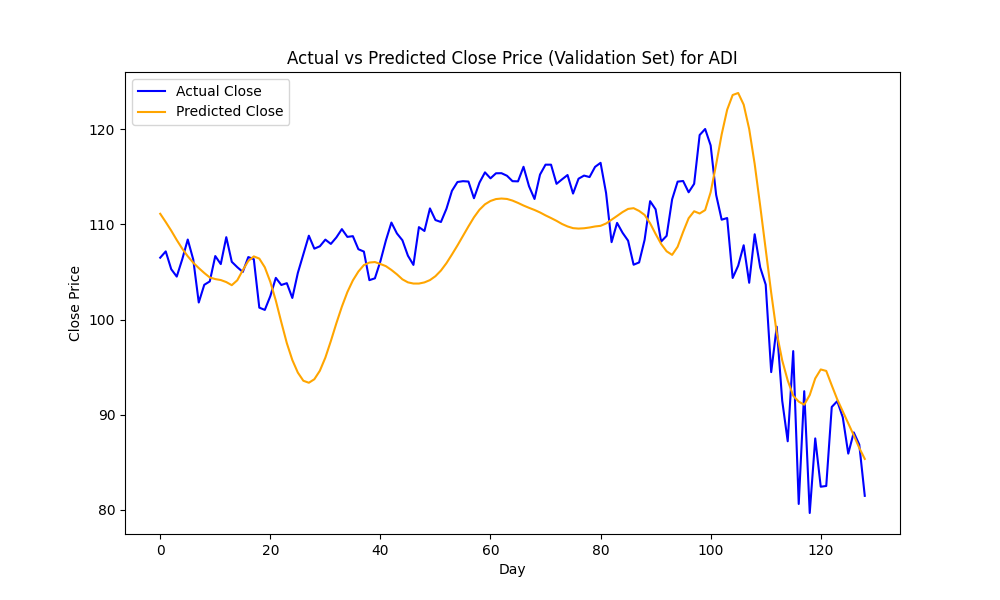 Actual vs Predicted Close Price (Validation Set) for ADI
Actual Close
Predicted Close
Close Price
120
110
100
90
80
0 20 40 60 80 100 120
Day